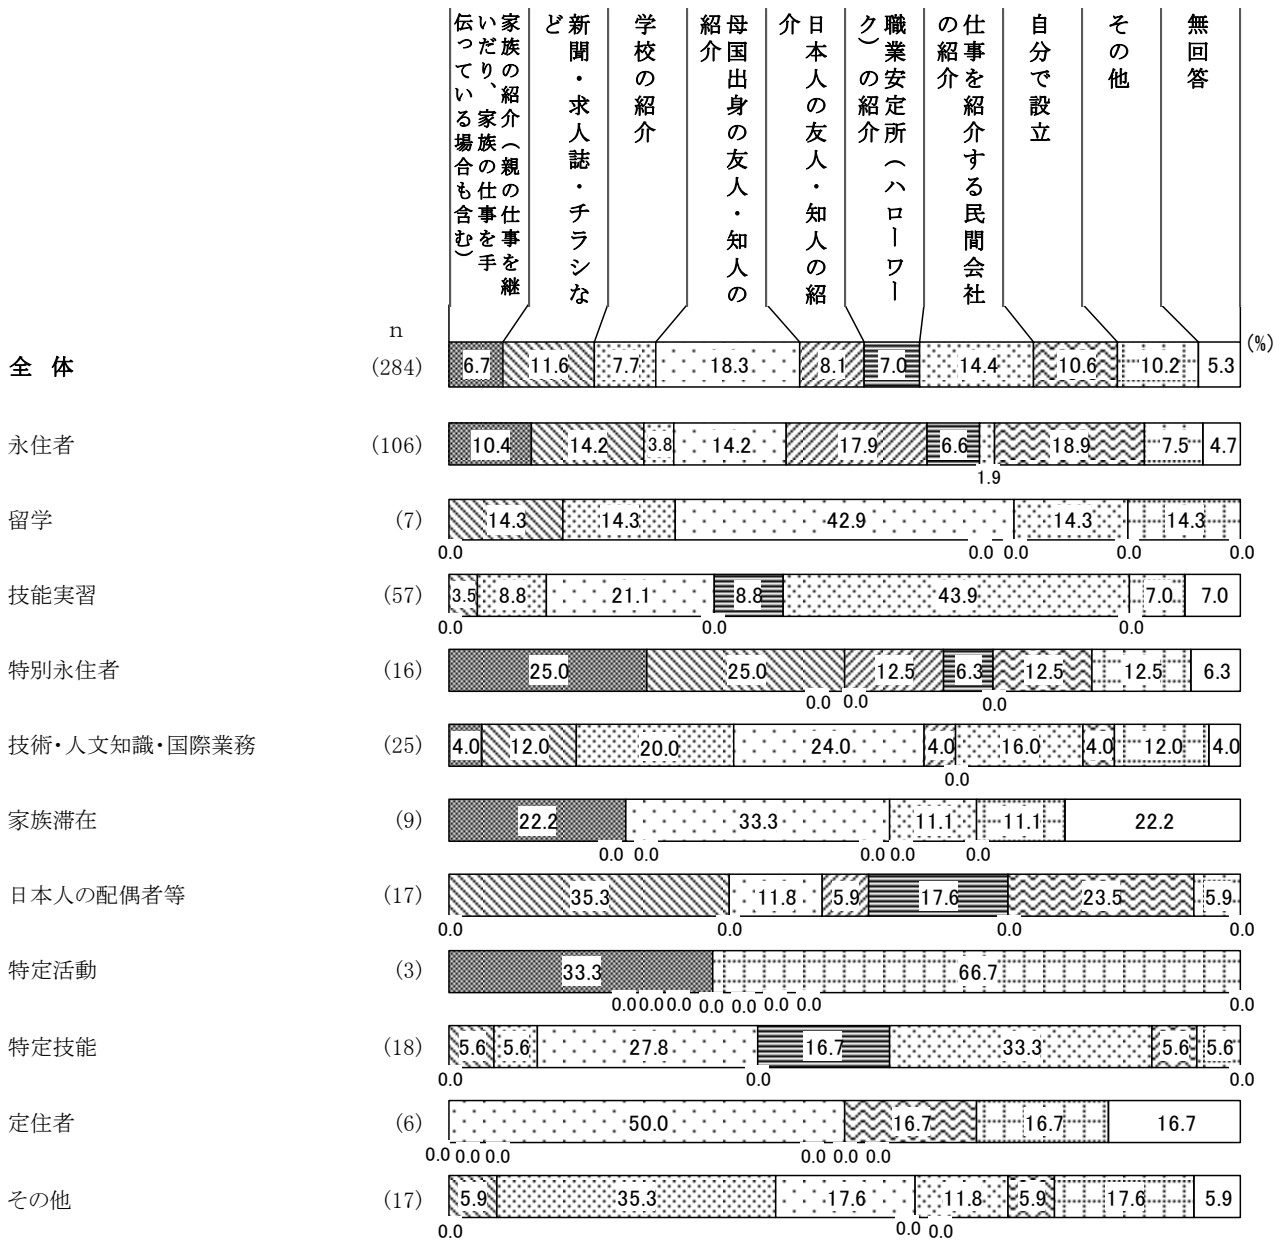 家族の紹介（親の仕事を継
いだり、家族の仕事を手
伝っている場合も含む）
新聞・求人誌・チラシな
ど
学校の紹介
母国出身の友人・知人の
紹介
日本人の友人・知人の紹
介
職業安定所（ハローワー
ク）の紹介
仕事を紹介する民間会社
の紹介
自分で設立
その他
無回答
n
(%)
全 体 (284) 6.7 11.6 7.7 18.3 8.1 7.0 14.4 10.6 10.2 5.3
永住者 (106) 10.4 14.2 3.8 14.2 17.9 6.6 18.9 7.5 4.7
1.9
留学 (7) 14.3 14.3 42.9 14.3 14.3
0.0 0.0 0.0 0.0 0.0
技能実習 (57) 3.5 8.8 21.1 8.8 43.9 7.0 7.0
0.0 0.0 0.0
特別永住者 (16) 25.0 25.0 12.5 6.3 12.5 12.5 6.3
0.0 0.0 0.0
技術・人文知識・国際業務 (25) 4.0 12.0 20.0 24.0 4.0 16.0 4.0 12.0 4.0
0.0
家族滞在 (9) 22.2 33.3 11.1 11.1 22.2
0.0 0.0 0.0 0.0 0.0
日本人の配偶者等 (17) 35.3 11.8 5.9 17.6 23.5 5.9
0.0 0.0 0.0 0.0
特定活動 (3) 33.3 66.7
0.0 0.0 0.0 0.0 0.0 0.0 0.0 0.0
特定技能 (18) 5.6 5.6 27.8 16.7 33.3 5.6 5.6
0.0 0.0 0.0
定住者 (6) 50.0 16.7 16.7 16.7
0.0 0.0 0.0 0.0 0.0 0.0
その他 (17) 5.9 35.3 17.6 11.8 5.9 17.6 5.9
0.0 0.0 0.0